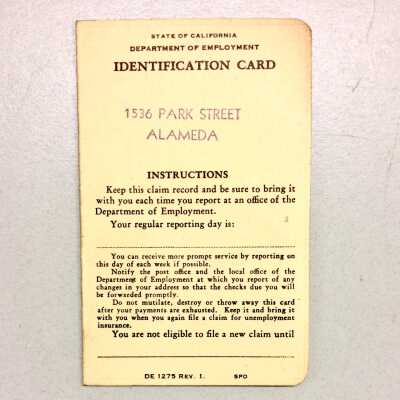 STATE OF CALIFORNIA
DEPARTMENT OF EMPLOYMENT
IDENTIFICATION CARD
1536 PARK STREET
ALAMEDA
INSTRUCTIONS
Keep this claim record and be sure to bring it
with you each time you report at an office of the
Department of Employment.
Your regular reporting day is:
You can receive more prompt service by reporting on
this day of each week if possible.
Notify the post office and the local office of the
Department of Employment at which you report of any
changes in your address so that the checks due you will
be forwarded promptly.
Do not mutilate, destroy or throw away this card
after your payments are exhausted. Keep it and bring it
with you when you again file a claim for unemployment
insurance.
You are not eligible to file a new claim until
DE 1275 REV. 1. SPO